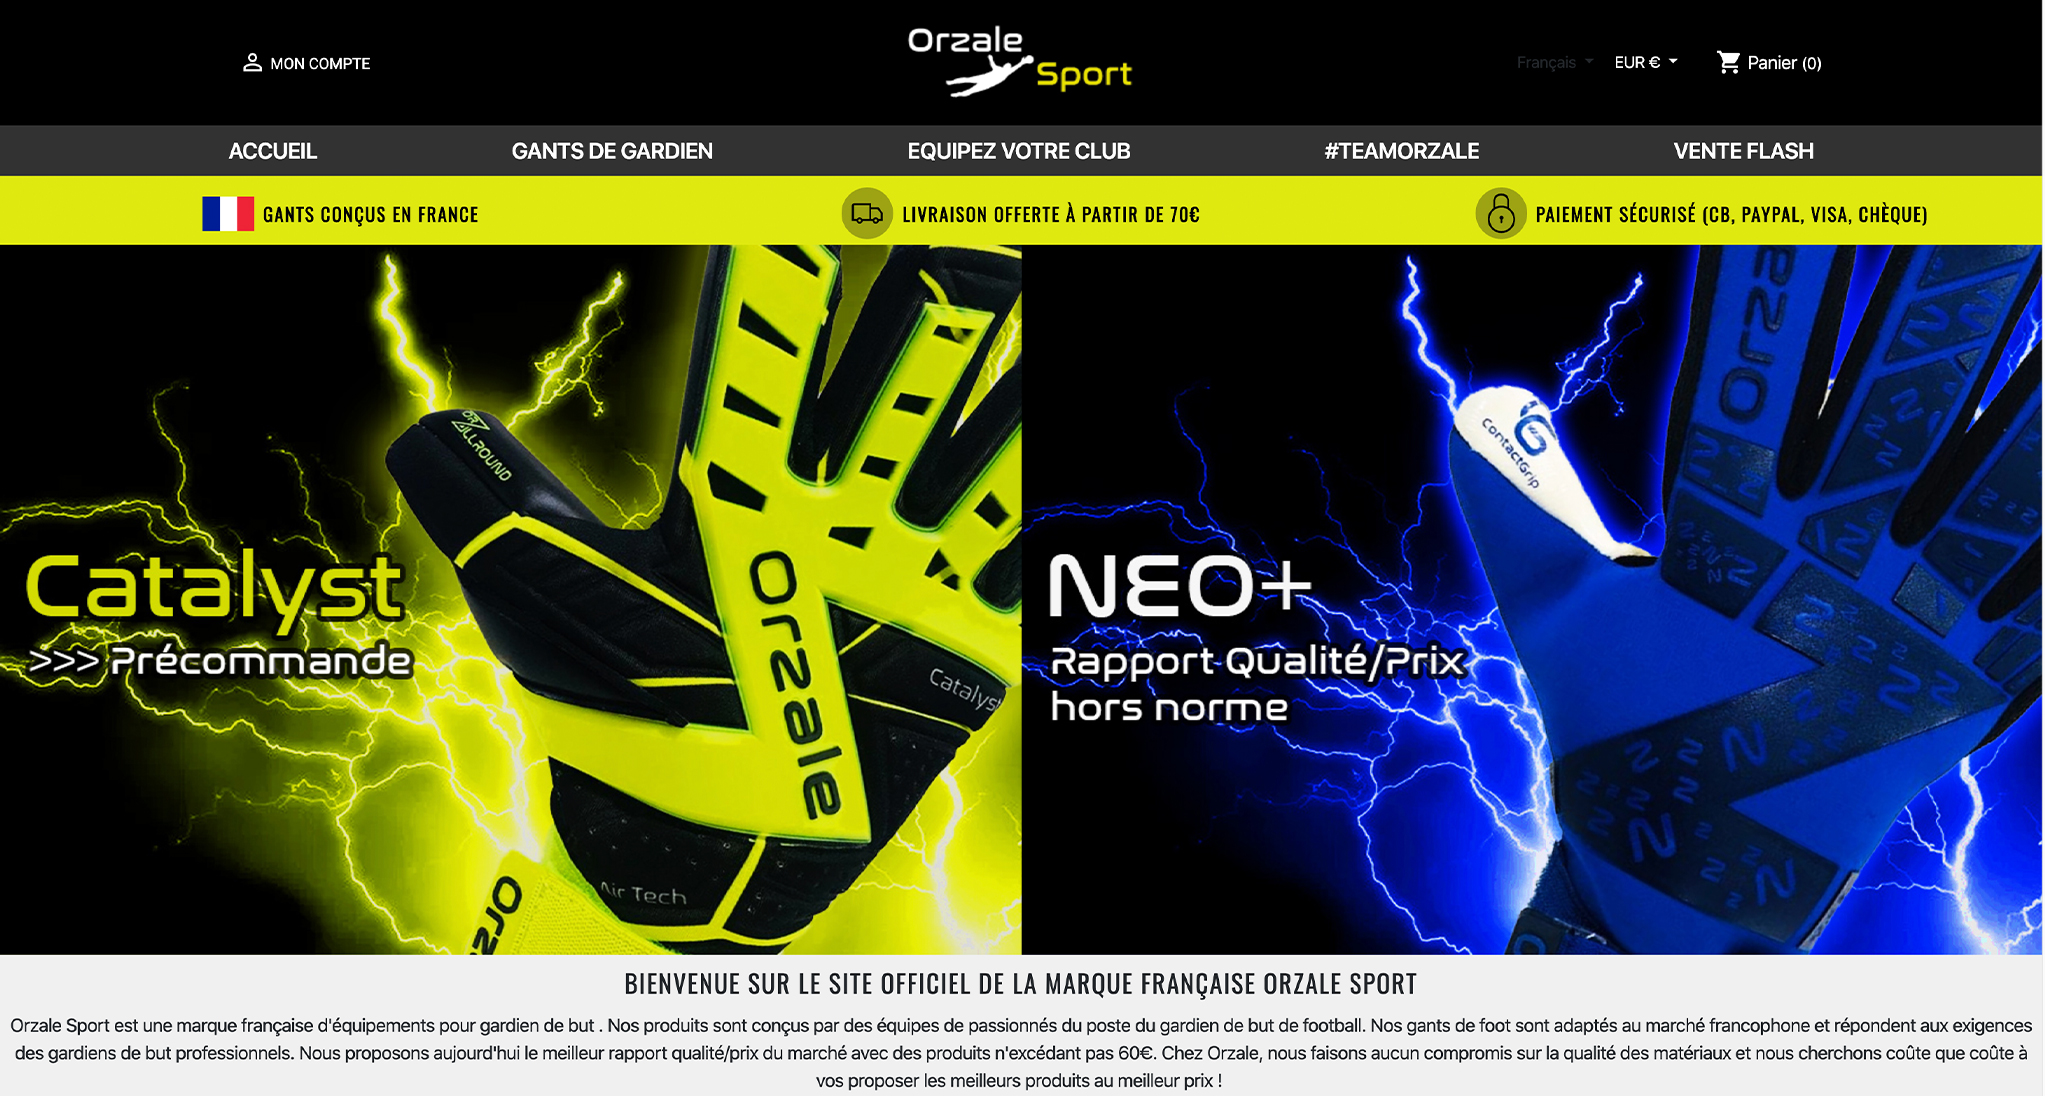 MON COMPTE
Orzale
Sport
Français
EUR €
Panier (0)
ACCUEIL
GANTS DE GARDIEN
EQUIPEZ VOTRE CLUB
#TEAMORZALE
VENTE FLASH
GANTS CONÇUS EN FRANCE
LIVRAISON OFFERTE À PARTIR DE 70€
PAIEMENT SÉCURISÉ (CB, PAYPAL, VISA, CHÈQUE)
Catalyst
>>> Précommande
Orzale
Catalyst
Air Tech
NEO+
Rapport Qualité/Prix
hors norme
ContactGrip
BIENVENUE SUR LE SITE OFFICIEL DE LA MARQUE FRANÇAISE ORZALE SPORT
Orzale Sport est une marque française d'équipements pour gardien de but . Nos produits sont conçus par des équipes de passionnés du poste du gardien de but de football. Nos gants de foot sont adaptés au marché francophone et répondent aux exigences
des gardiens de but professionnels. Nous proposons aujourd'hui le meilleur rapport qualité/prix du marché avec des produits n'excédant pas 60€. Chez Orzale, nous faisons aucun compromis sur la qualité des matériaux et nous cherchons coûte que coûte à
vos proposer les meilleurs produits au meilleur prix !